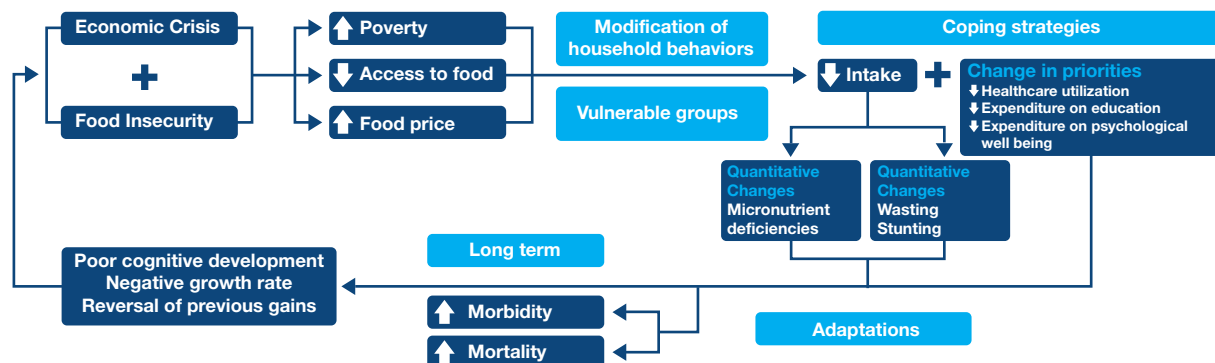 Economic Crisis
Food Insecurity
Poverty
Access to food
Food price
Modification of
household behaviors
Vulnerable groups
Coping strategies
Intake
Change in priorities
Healthcare utilization
Expenditure on education
Expenditure on psychological
well being
Quantitative
Changes
Micronutrient
deficiencies
Quantitative
Changes
Wasting
Stunting
Long term
Poor cognitive development
Negative growth rate
Reversal of previous gains
Morbidity
Mortality
Adaptations